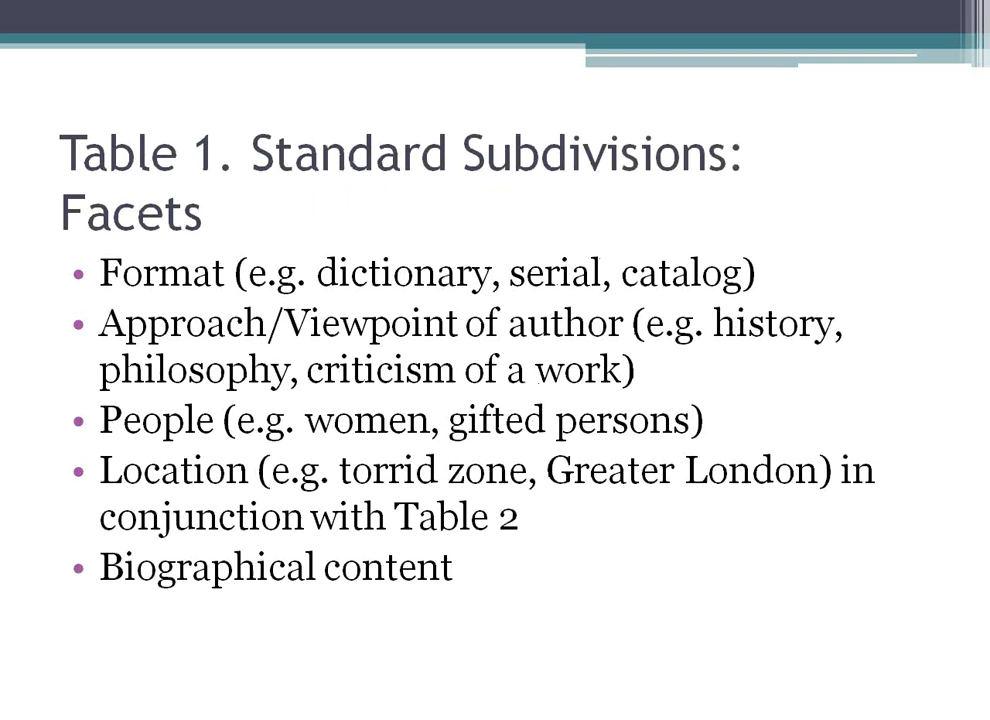 Table 1. Standard Subdivisions:
Facets
• Format (e.g. dictionary, serial, catalog)
• Approach/Viewpoint of author (e.g. history,
philosophy, criticism of a work)
• People (e.g. women, gifted persons)
• Location (e.g. torrid zone, Greater London) in
conjunction with Table 2
• Biographical content